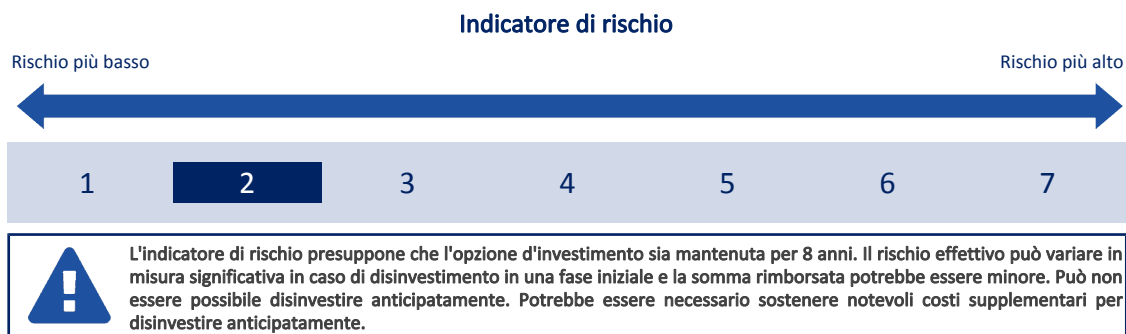 Indicatore di rischio
Rischio più basso Rischio più alto
1 2 3 4 5 6 7
L'indicatore di rischio presuppone che l'opzione d'investimento sia mantenuta per 8 anni. Il rischio effettivo può variare in
misura significativa in caso di disinvestimento in una fase iniziale e la somma rimborsata potrebbe essere minore. Può non
essere possibile disinvestire anticipatamente. Potrebbe essere necessario sostenere notevoli costi supplementari per
disinvestire anticipatamente.